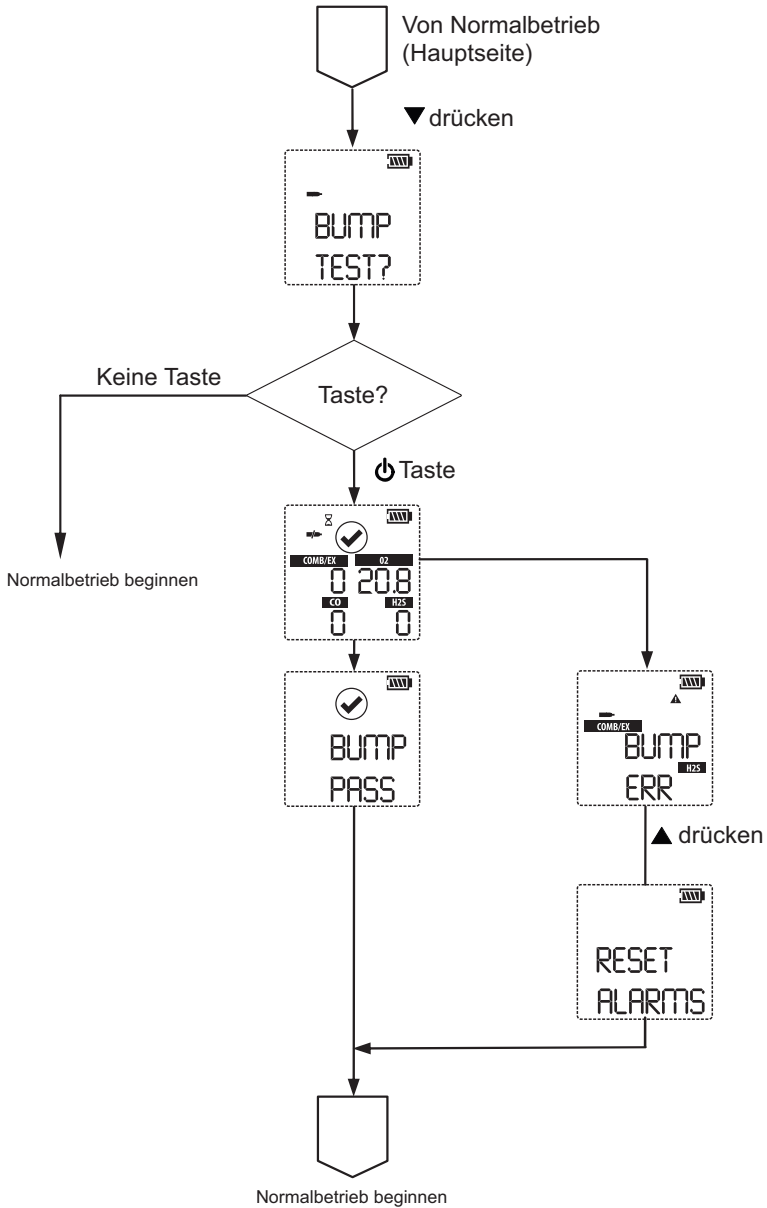 Von Normalbetrieb
(Hauptseite)
▼ drücken
BUMP
TEST?
Keine Taste
Taste?
Taste
Normalbetrieb beginnen
COMB/EX O2
0 20.8
CO H2S
0 0
BUMP
PASS
COMB/EX
BUMP
H2S
ERR
▲ drücken
RESET
ALARMS
Normalbetrieb beginnen